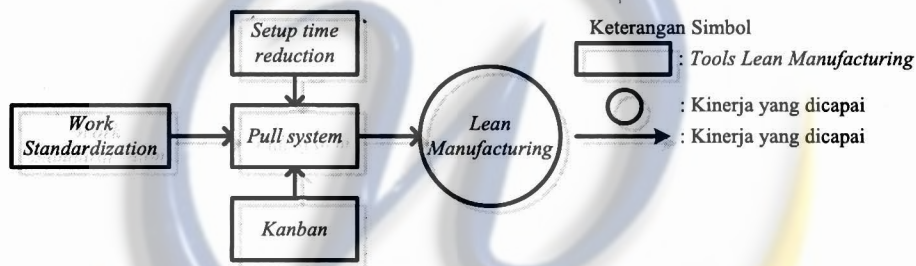 Setup time
reduction
Work
Standardization
Pull system
Lean
Manufacturing
Kanban
Keterangan Simbol
: Tools Lean Manufacturing
: Kinerja yang dicapai
: Kinerja yang dicapai